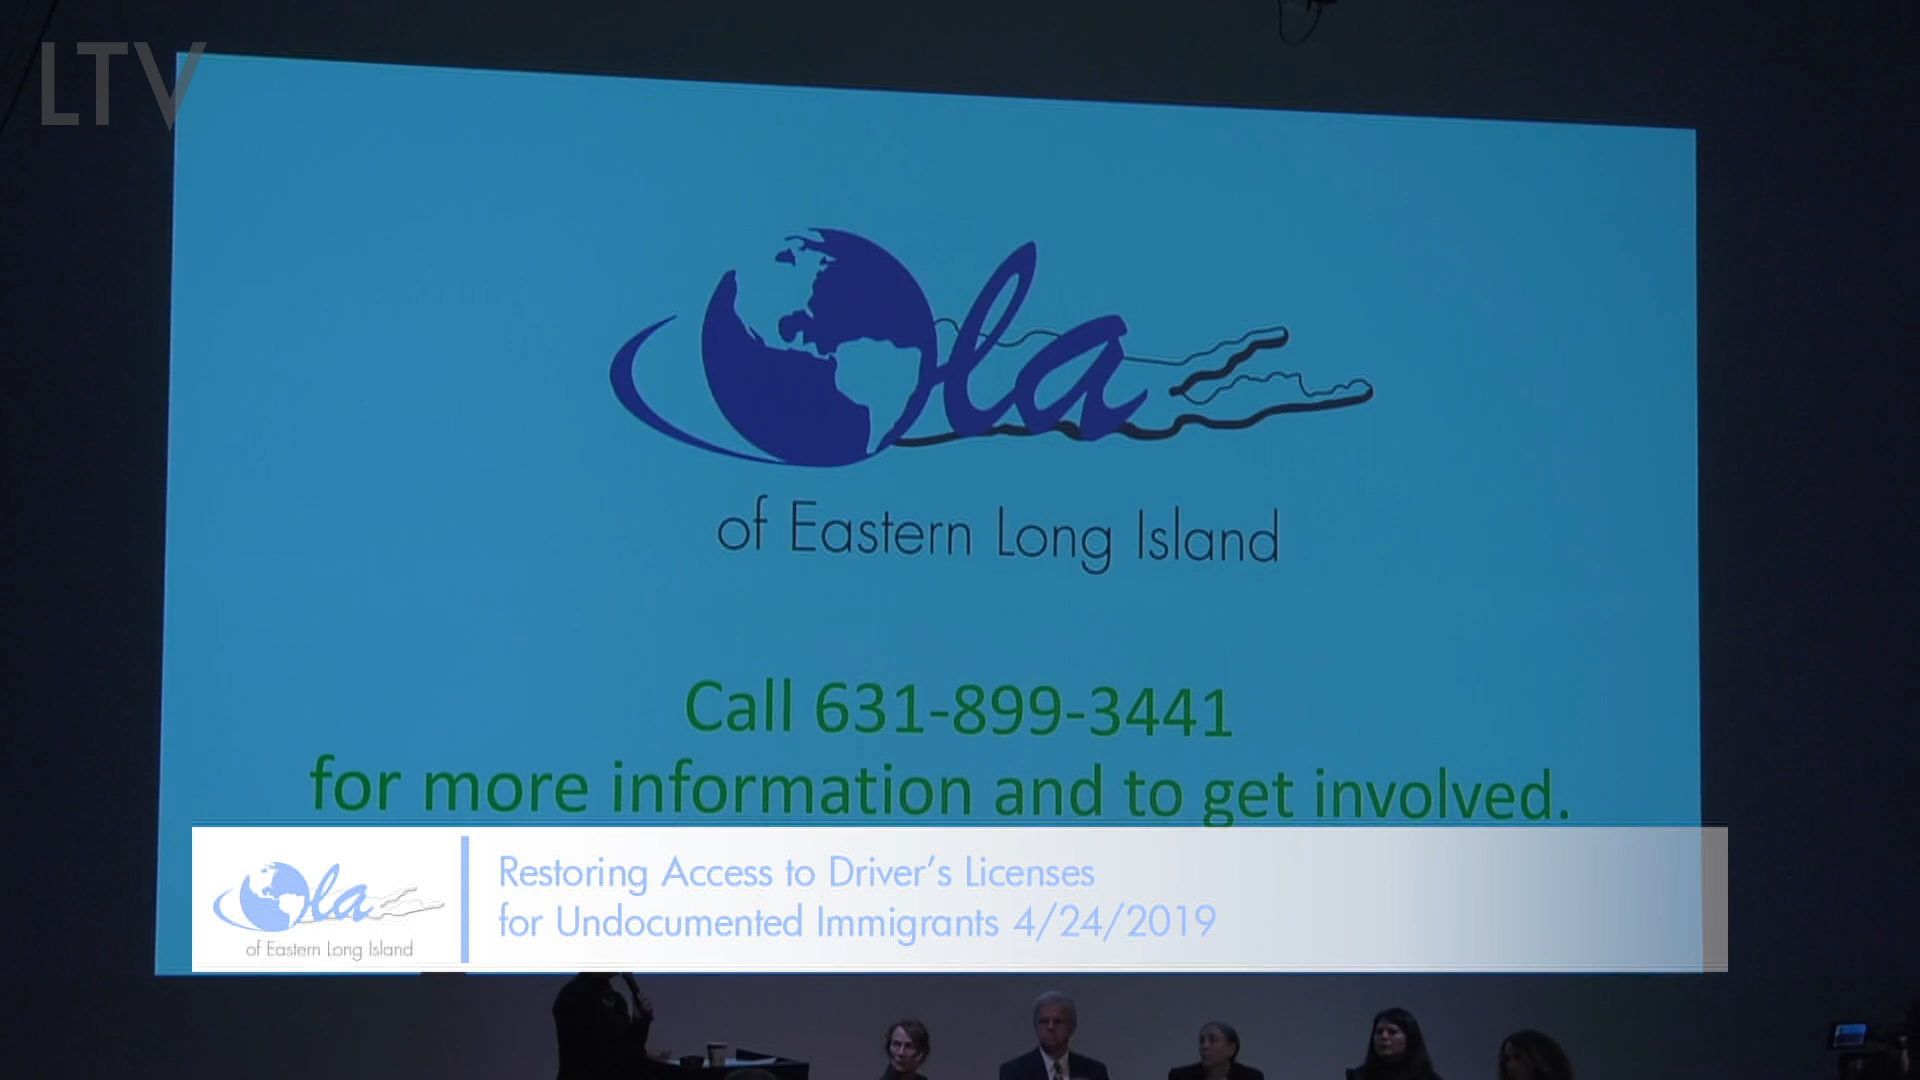 LTV
Ola
of Eastern Long Island
Call 631-899-3441
for more information and to get involved.
Ola
of Eastern Long Island
Restoring Access to Driver's Licenses
for Undocumented Immigrants 4/24/2019